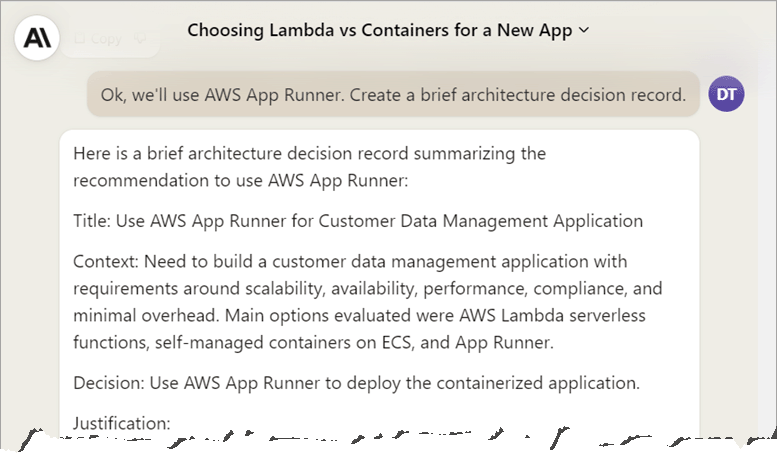 Choosing Lambda vs Containers for a New App
Copy
Ok, we'll use AWS App Runner. Create a brief architecture decision record.
DT
Here is a brief architecture decision record summarizing the
recommendation to use AWS App Runner:
Title: Use AWS App Runner for Customer Data Management Application
Context: Need to build a customer data management application with
requirements around scalability, availability, performance, compliance, and
minimal overhead. Main options evaluated were AWS Lambda serverless
functions, self-managed containers on ECS, and App Runner.
Decision: Use AWS App Runner to deploy the containerized application.
Justification: